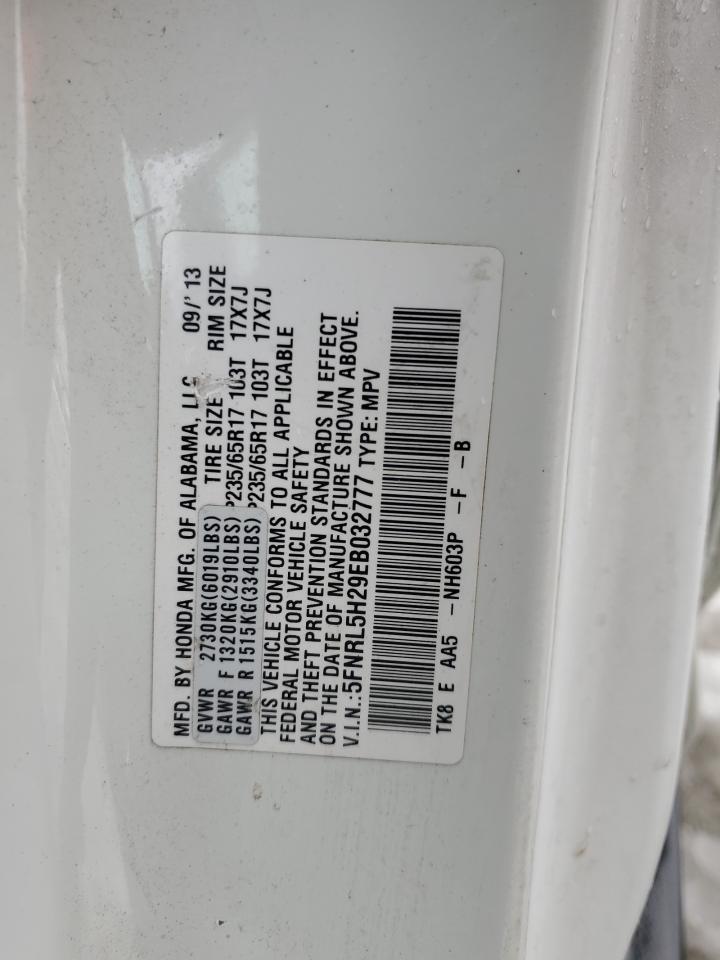 MFD. BY HONDA MFG. OF ALABAMA, LLC 09/' 13
GVWR 2730KG(6019LBS) TIRE SIZE RIM SIZE
GAWR F 1320KG(2910LBS) P235/65R17 103T 17X7J
GAWR R 1515KG(3340LBS) P235/65R17 103T 17X7J
THIS VEHICLE CONFORMS TO ALL APPLICABLE
FEDERAL MOTOR VEHICLE SAFETY
AND THEFT PREVENTION STANDARDS IN EFFECT
ON THE DATE OF MANUFACTURE SHOWN ABOVE.
V.I.N.:5FNRL5H29EB032777 TYPE: MPV
TK8 E AA5 -NH603P -F -B